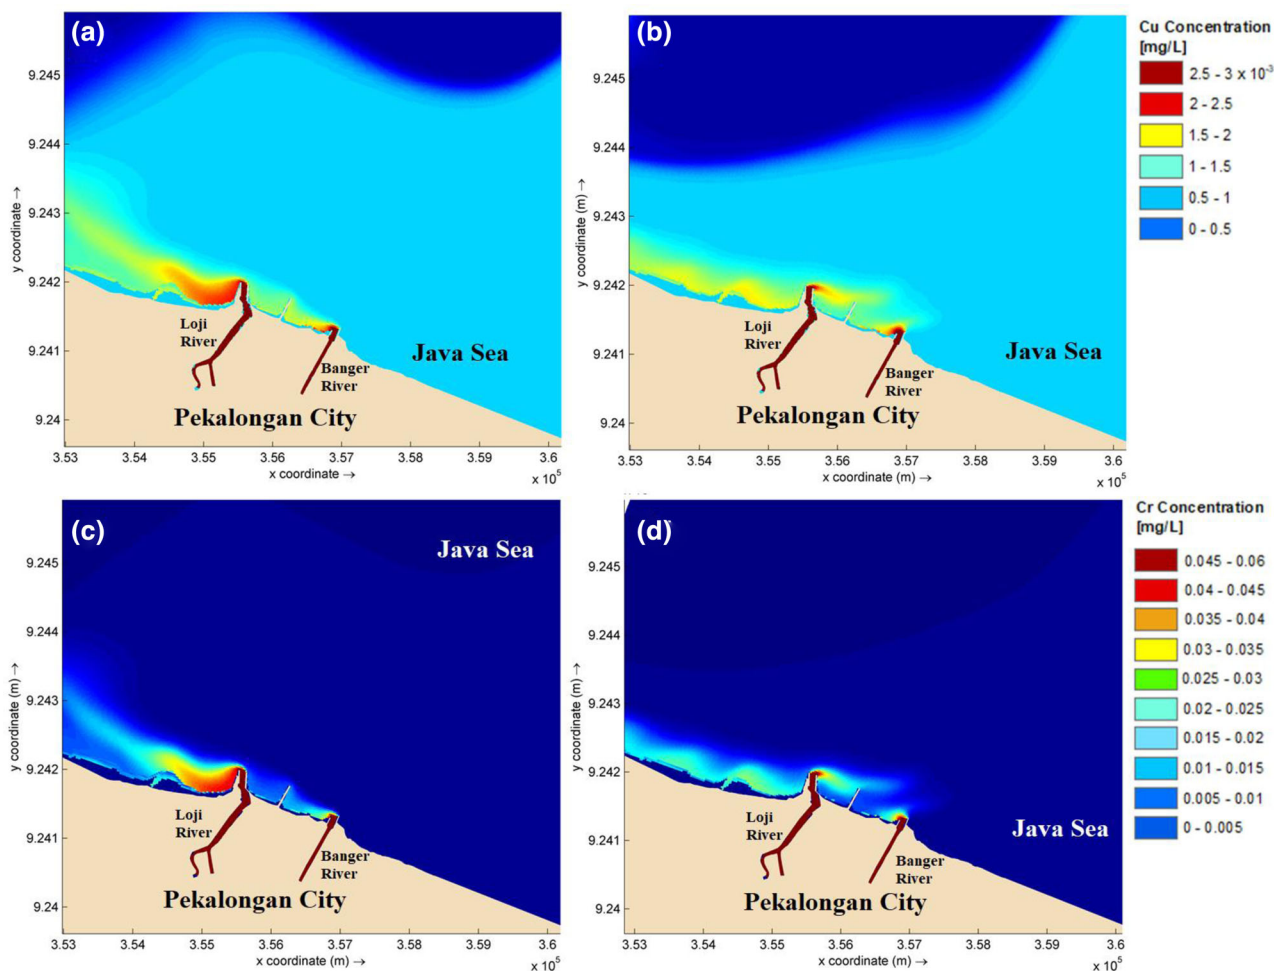 (a)
9.245
9.244
9.243
9.242
9.241
9.24
y coordinate →
Loji
River
Banger
River
Java Sea
Pekalongan City
3.53
3.54
3.55
3.56
3.57
3.58
3.59
3.6
x coordinate →
x 10⁵
(b)
9.245
9.244
9.243
9.242
9.241
9.24
y coordinate (m) →
Loji
River
Banger
River
Java Sea
Pekalongan City
3.53
3.54
3.55
3.56
3.57
3.58
3.59
3.6
x coordinate (m) →
x 10⁵
Cu Concentration
[mg/L]
2.5 - 3 x 10⁻³
2 - 2.5
1.5 - 2
1 - 1.5
0.5 - 1
0 - 0.5
(c)
Java Sea
9.245
9.244
9.243
9.242
9.241
9.24
y coordinate (m) →
Loji
River
Banger
River
Pekalongan City
3.53
3.54
3.55
3.56
3.57
3.58
3.59
3.6
x coordinate (m) →
x 10⁵
(d)
9.245
9.244
9.243
9.242
9.241
9.24
y coordinate (m) →
Loji
River
Banger
River
Java Sea
Pekalongan City
3.53
3.54
3.55
3.56
3.57
3.58
3.59
3.6
x coordinate (m) →
x 10⁵
Cr Concentration
[mg/L]
0.045 - 0.06
0.04 - 0.045
0.035 - 0.04
0.03 - 0.035
0.025 - 0.03
0.02 - 0.025
0.015 - 0.02
0.01 - 0.015
0.005 - 0.01
0 - 0.005